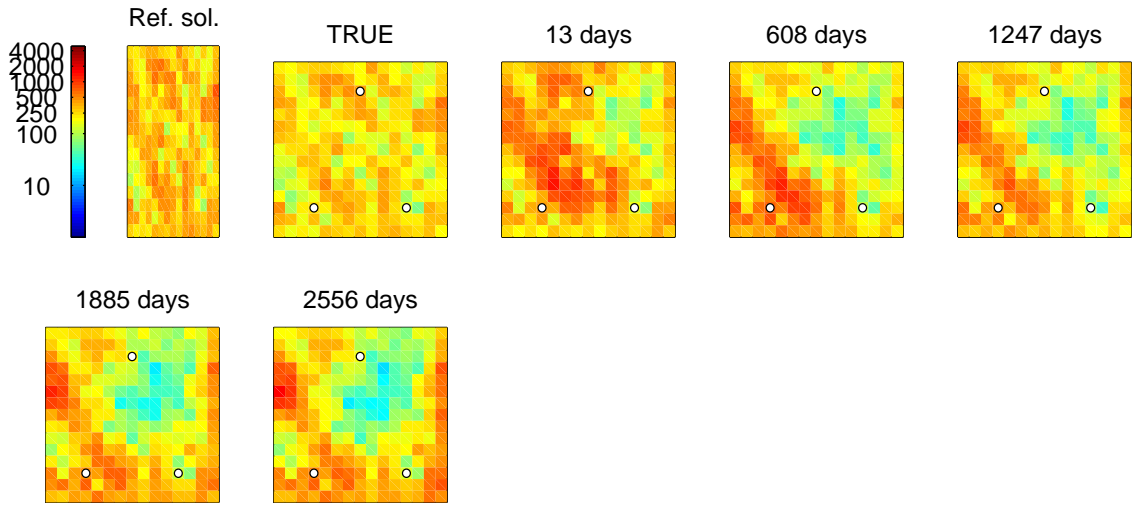 Ref. sol.
TRUE
13 days
608 days
1247 days
4000
2000
1000
500
250
100
10
1885 days
2556 days